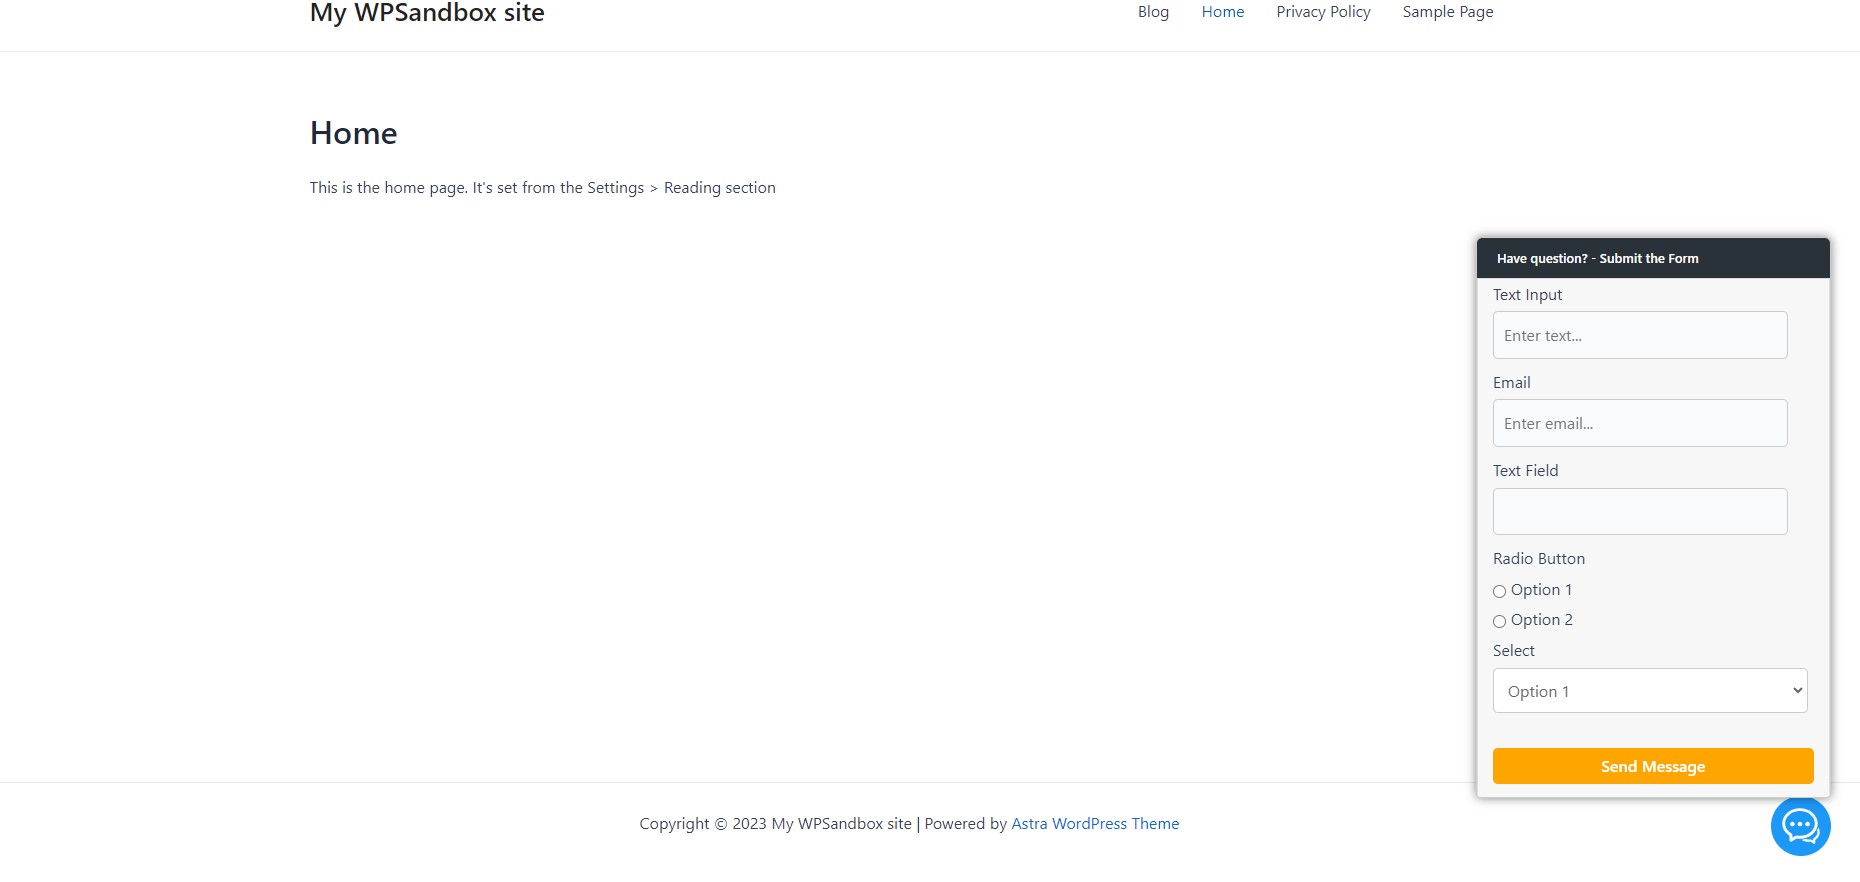 My WPSandbox site
Blog Home Privacy Policy Sample Page
Home
This is the home page. It's set from the Settings > Reading section
Have question? - Submit the Form
Text Input
Enter text...
Email
Enter email...
Text Field
Radio Button
Option 1
Option 2
Select
Option 1
Send Message
Copyright © 2023 My WPSandbox site | Powered by Astra WordPress Theme